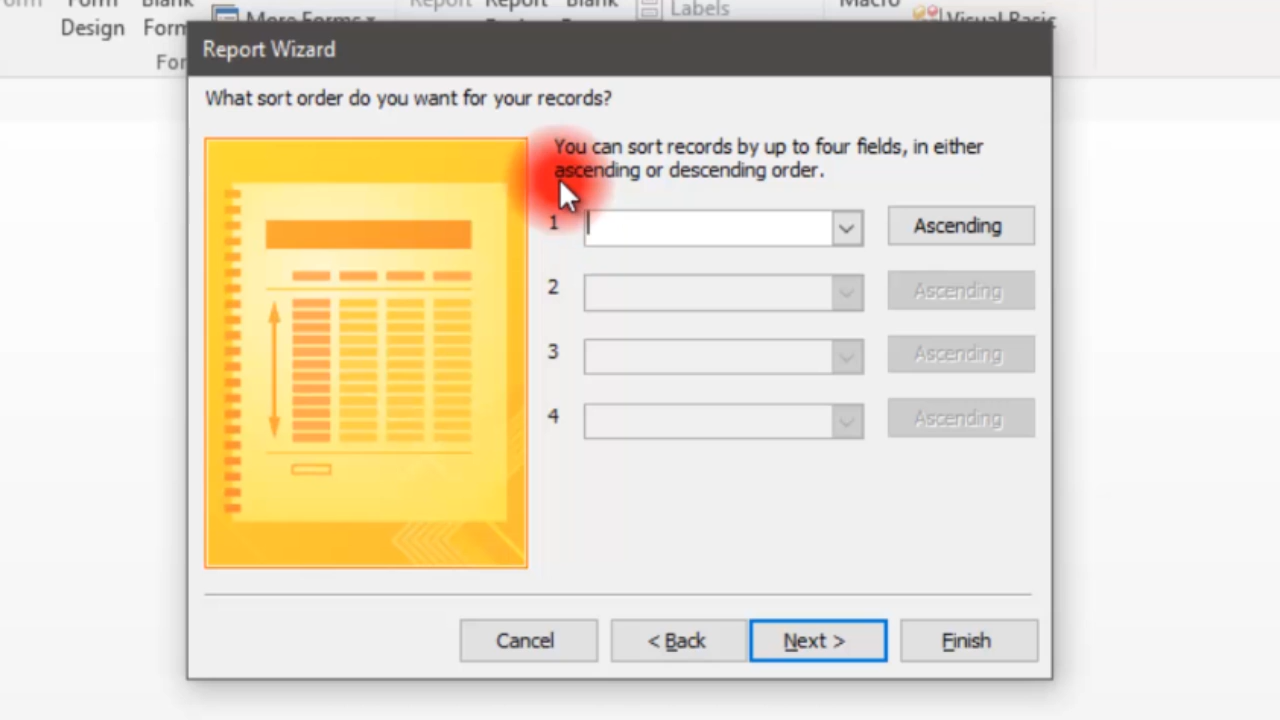 Form Form Blank More Forms Report Report Blank Labels Macro Visual Basic
Design Form
For
Report Wizard
What sort order do you want for your records?
You can sort records by up to four fields, in either
ascending or descending order.
1 Ascending
2 Ascending
3 Ascending
4 Ascending
Cancel < Back Next > Finish